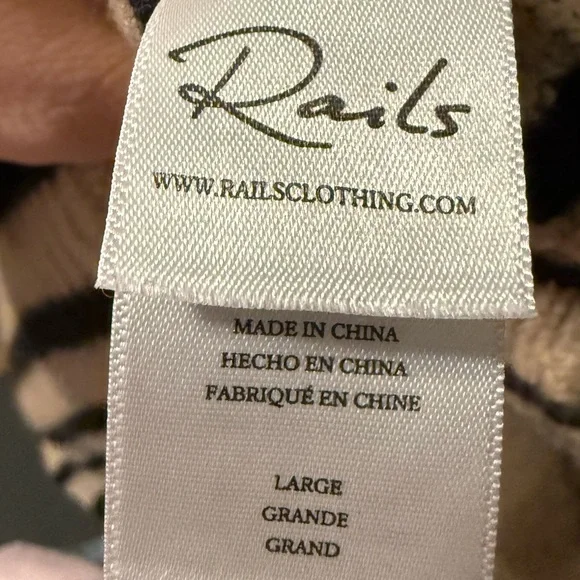 Rails
WWW.RAILSCLOTHING.COM
MADE IN CHINA
HECHO EN CHINA
FABRIQUÉ EN CHINE
LARGE
GRANDE
GRAND